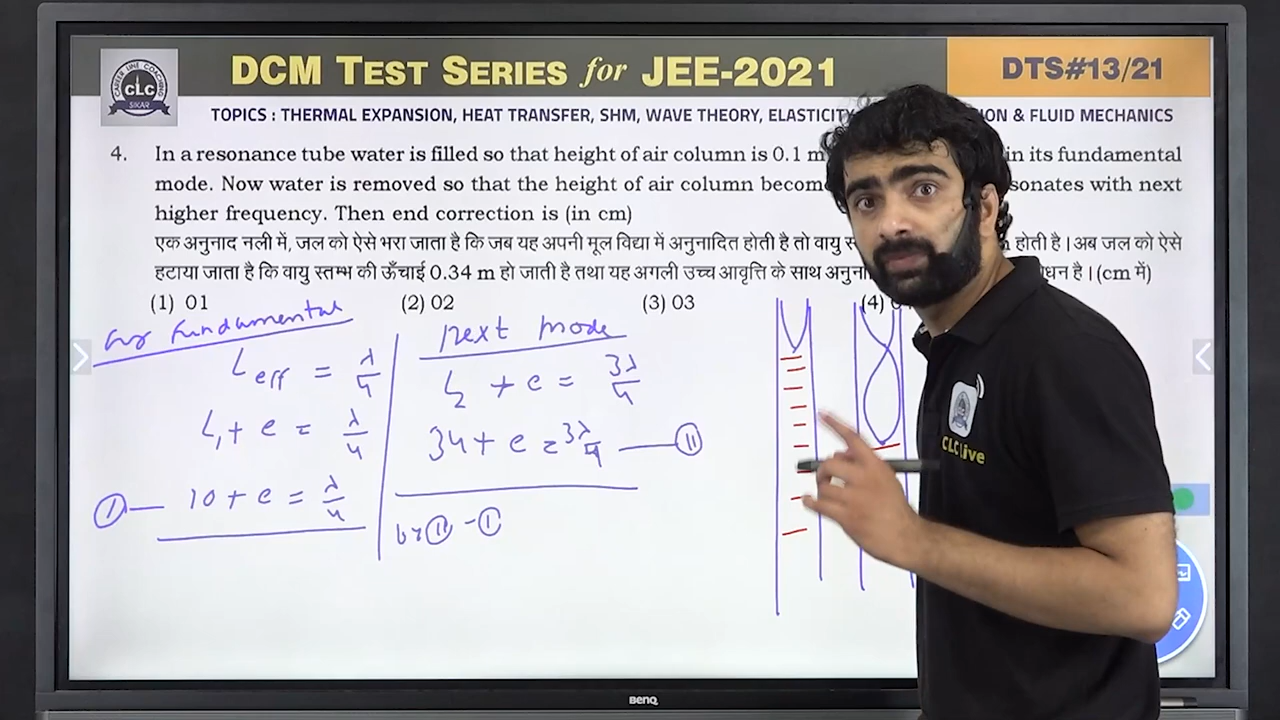 DCM TEST SERIES for JEE-2021
DTS#13/21
CAREER LINE COACHING
CLC
SIKAR
TOPICS : THERMAL EXPANSION, HEAT TRANSFER, SHM, WAVE THEORY, ELASTICITY ON & FLUID MECHANICS
4. In a resonance tube water is filled so that height of air column is 0.1 m in its fundamental
mode. Now water is removed so that the height of air column becom sonates with next
higher frequency. Then end correction is (in cm)
एक अनुनाद नली में, जल को ऐसे भरा जाता है कि जब यह अपनी मूल विद्या में अनुनादित होती है तो वायु होती है। अब जल को ऐसे
हटाया जाता है कि वायु स्तम्भ की ऊँचाई 0.34 m हो जाती है तथा यह अगली उच्च आवृत्ति के साथ है। (cm में)
(1) 01 (2) 02 (3) 03 (4)
for fundamental
L eff = λ/4
L1 + e = λ/4
I — 10 + e = λ/4
next mode
L2 + e = 3λ/4
34 + e = 3λ/4 — II
by II - I
CLC Live
BenQ